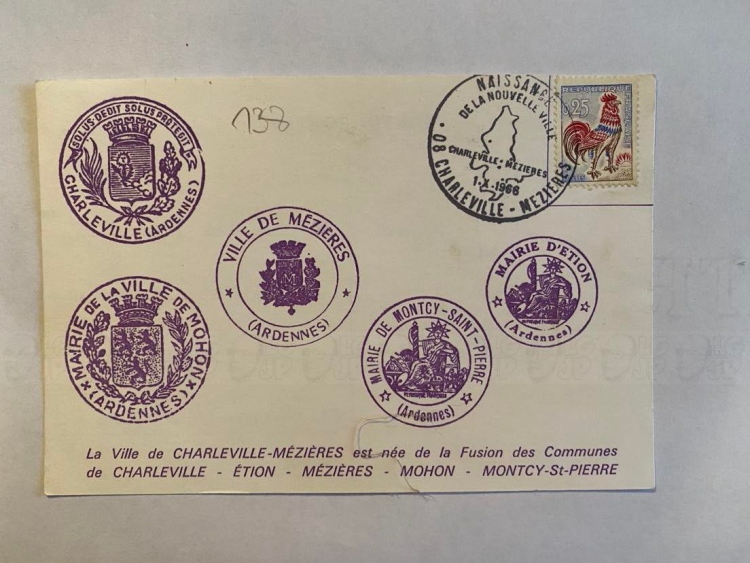 SOLUS DEDIT SOLUS PROTEGIT
CHARLEVILLE (ARDENNES)
138
NAISSANCE
DE LA NOUVELLE VILLE
CHARLEVILLE-MEZIERES
1-X-1966
08 CHARLEVILLE - MEZIERES
REPUBLIQUE
0,25
VILLE DE MÉZIÈRES
M
(ARDENNES)
MAIRIE D'ETION
(Ardennes)
MAIRIE DE LA VILLE DE MOHON
(ARDENNES)
MAIRIE DE MONTCY-SAINT-PIERRE
(Ardennes)
La Ville de CHARLEVILLE-MÉZIÈRES est née de la Fusion des Communes
de CHARLEVILLE - ÉTION - MÉZIÈRES - MOHON - MONTCY-St-PIERRE